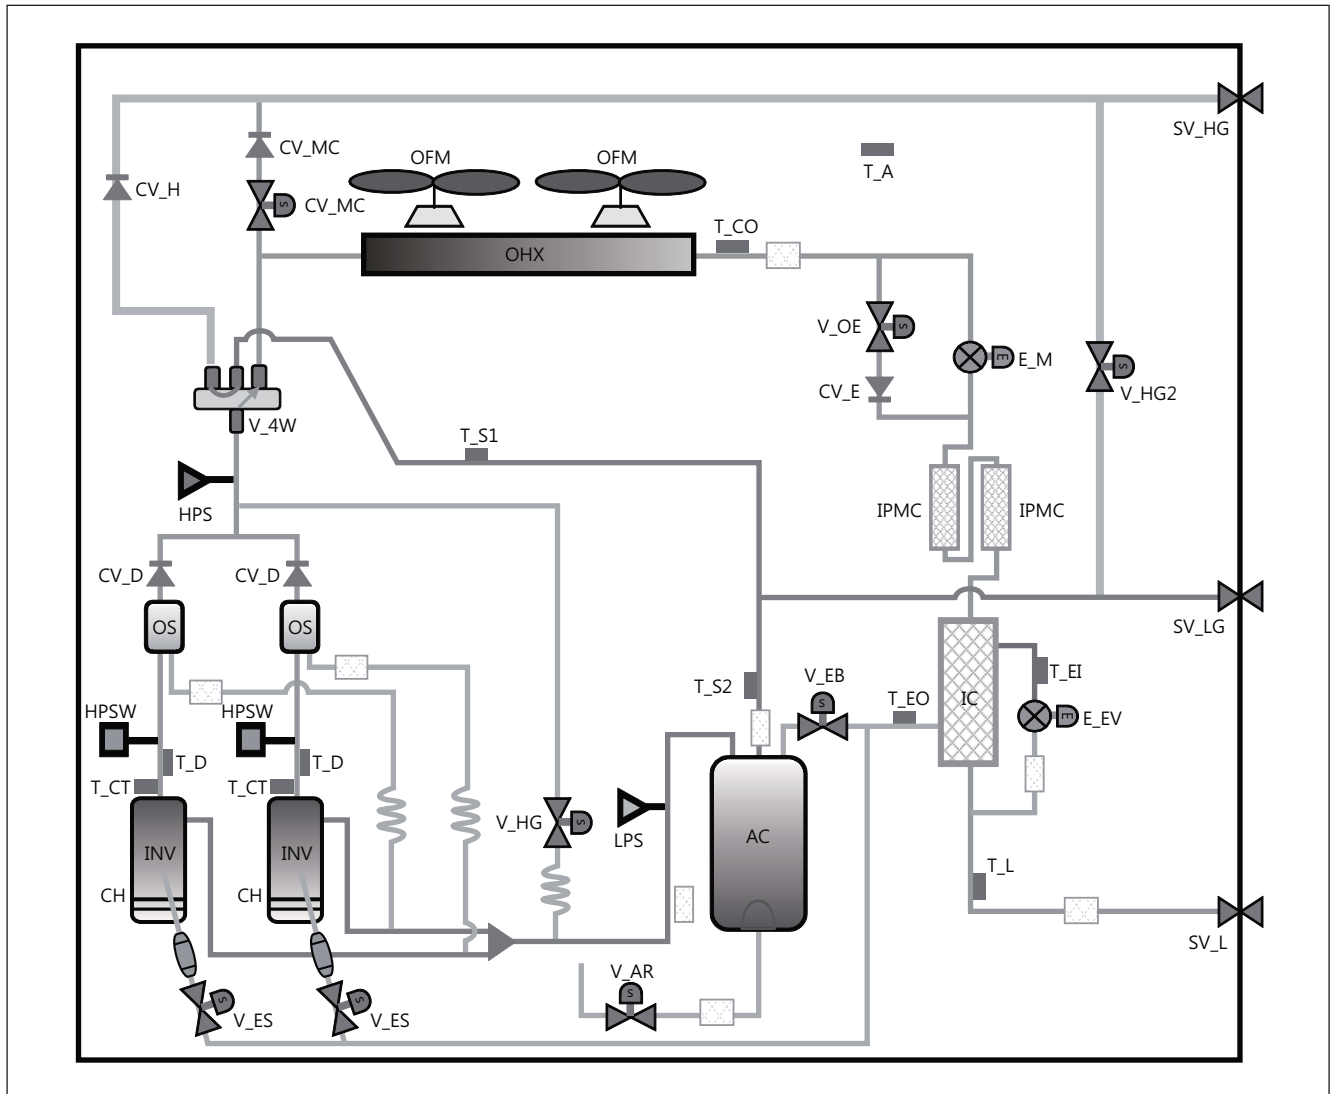 SV_HG
CV_MC
OFM
OFM
T_A
CV_H
CV_MC
S
T_CO
OHX
V_OE
S
E
E_M
S
CV_E
V_HG2
V_4W
T_S1
HPS
IPMC
IPMC
CV_D
CV_D
OS
OS
SV_LG
T_S2
V_EB
S
T_EO
IC
T_EI
HPSW
HPSW
E
E_EV
T_D
T_D
T_CT
T_CT
V_HG
S
LPS
AC
INV
INV
T_L
CH
CH
SV_L
V_AR
S
S
V_ES
S
V_ES